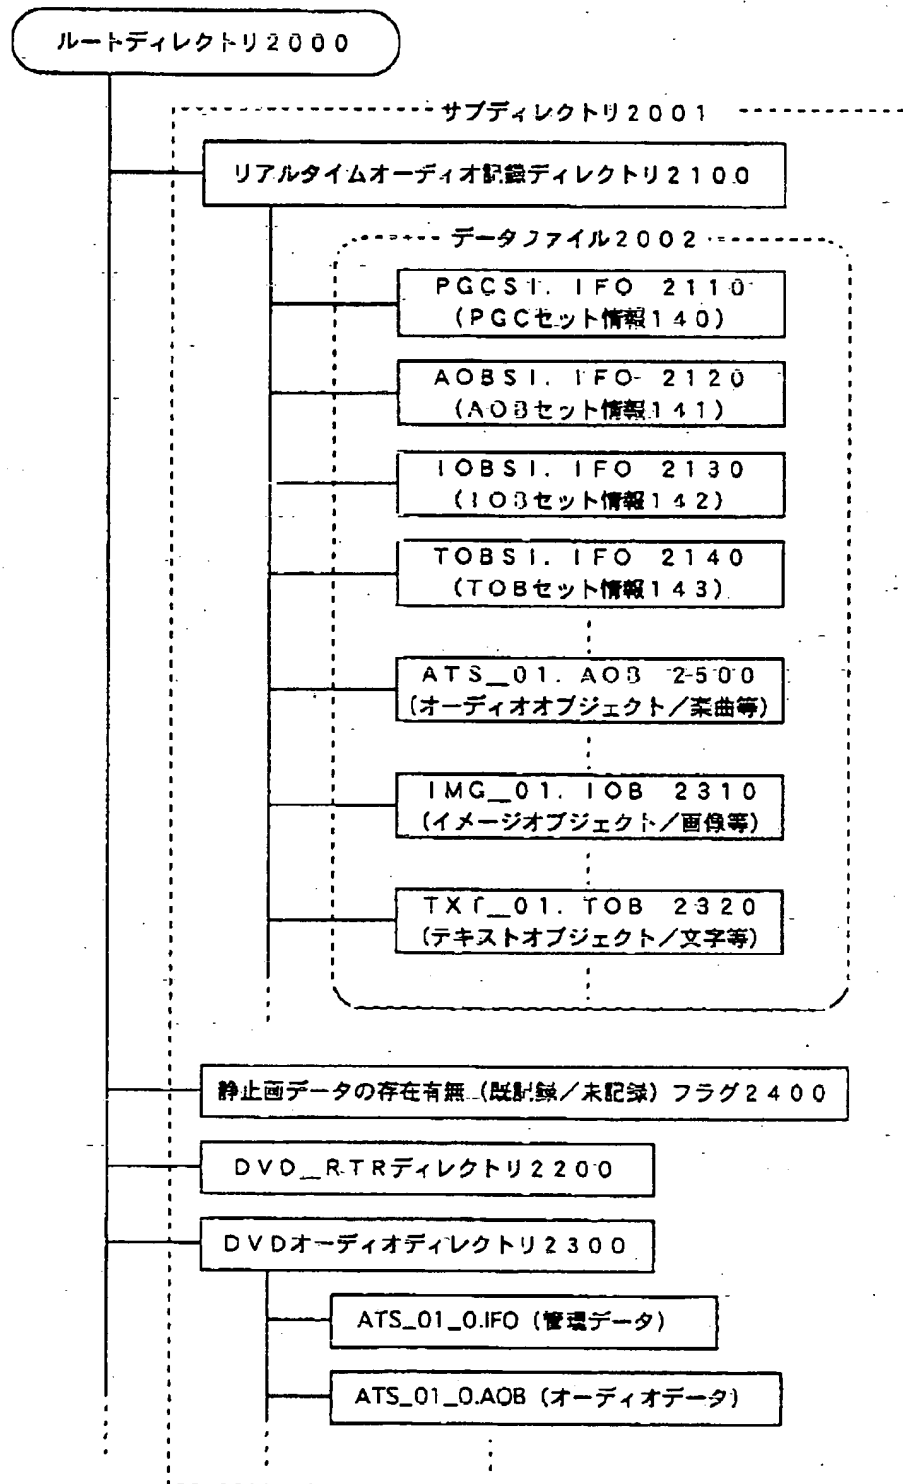 ルートディレクトリ2000
サブディレクトリ2001
リアルタイムオーディオ記録ディレクトリ2100
データファイル2002
PGCSI. IFO 2110
(PGCセット情報140)
AOBSI. IFO 2120
(AOBセット情報141)
IOBSI. IFO 2130
(IOBセット情報142)
TOBSI. IFO 2140
(TOBセット情報143)
ATS_01. AOB 2500
(オーディオオブジェクト/楽曲等)
IMG_01. IOB 2310
(イメージオブジェクト/画像等)
TXT_01. TOB 2320
(テキストオブジェクト/文字等)
静止画データの存在有無(既記録/未記録)フラグ2400
DVD_RTRディレクトリ2200
DVDオーディオディレクトリ2300
ATS_01_0.IFO(管理データ)
ATS_01_0.AOB(オーディオデータ)